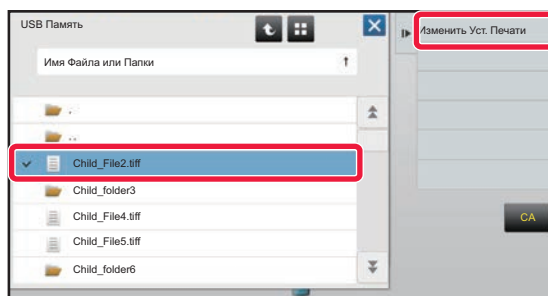 USB Память
Изменить Уст. Печати
Имя Файла или Папки
.
..
Child_File2.tiff
Child_folder3
Child_File4.tiff
Child_File5.tiff
Child_folder6
CA